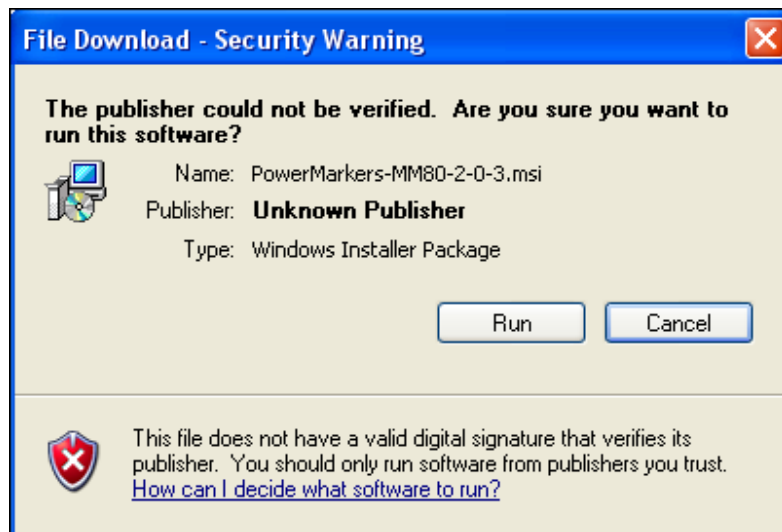 File Download - Security Warning
The publisher could not be verified.  Are you sure you want to
run this software?
Name: PowerMarkers-MM80-2-0-3.msi
Publisher: Unknown Publisher
Type: Windows Installer Package
Run Cancel
This file does not have a valid digital signature that verifies its
publisher.  You should only run software from publishers you trust.
How can I decide what software to run?